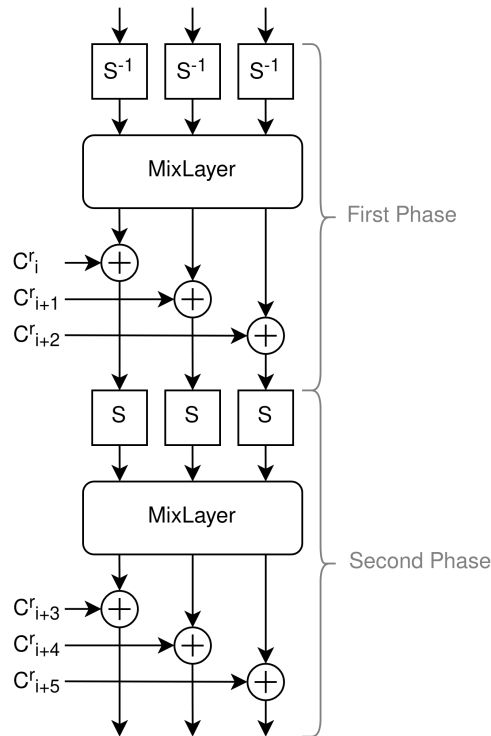 S⁻¹ S⁻¹ S⁻¹
MixLayer
First Phase
Cʳᵢ
Cʳᵢ₊₁
Cʳᵢ₊₂
S S S
MixLayer
Second Phase
Cʳᵢ₊₃
Cʳᵢ₊₄
Cʳᵢ₊₅